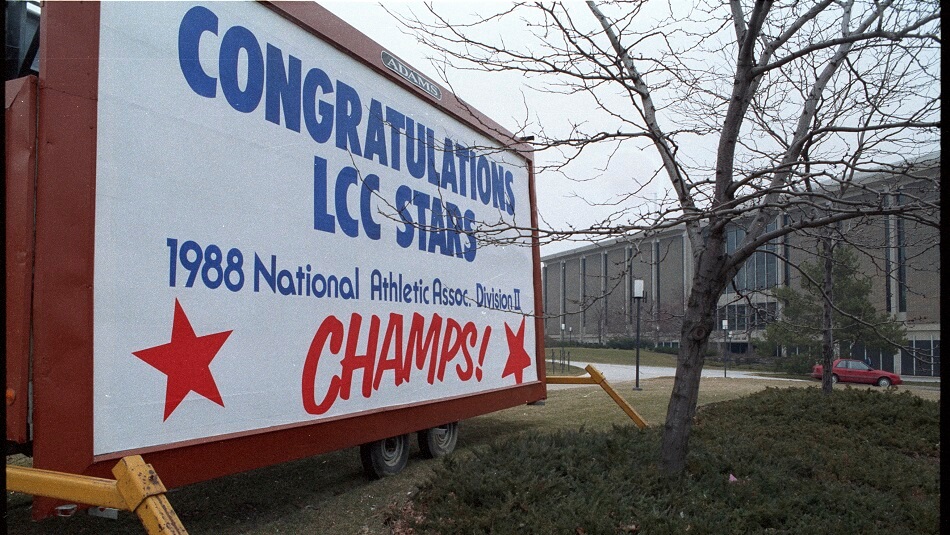 ADAMS
CONGRATULATIONS
LCC STARS
1988 National Athletic Assoc. Division II
CHAMPS!